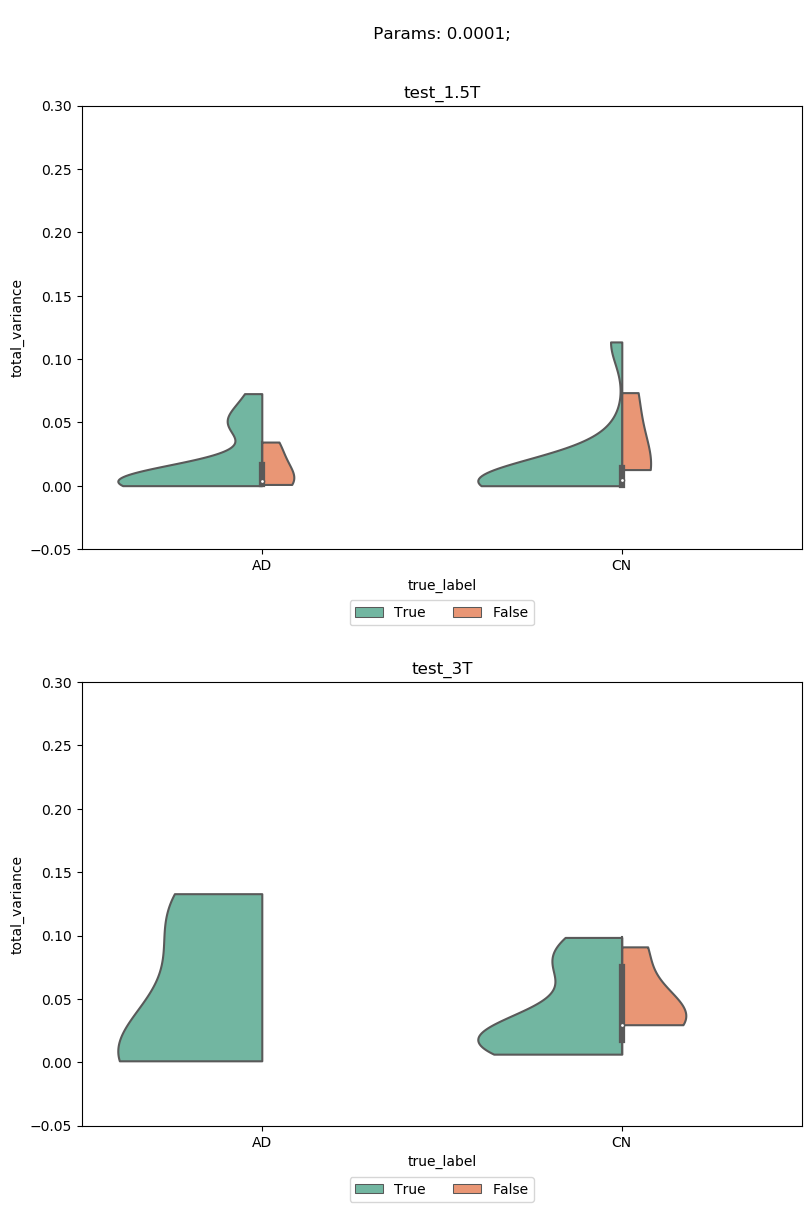 Params: 0.0001;
test_1.5T
0.30
0.25
0.20
0.15
0.10
0.05
0.00
−0.05
total_variance
AD CN
true_label
True False
test_3T
0.30
0.25
0.20
0.15
0.10
0.05
0.00
−0.05
total_variance
AD CN
true_label
True False